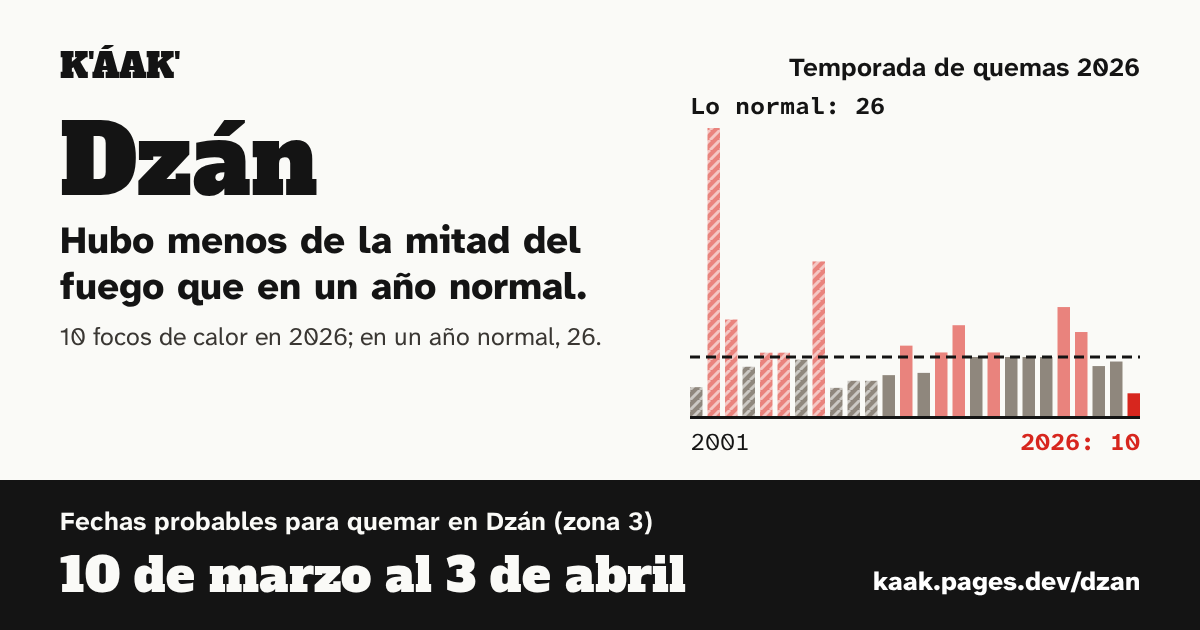 K'ÁAK'
Dzán
Hubo menos de la mitad del
fuego que en un año normal.
10 focos de calor en 2026; en un año normal, 26.
Temporada de quemas 2026
Lo normal: 26
2001
2026: 10
Fechas probables para quemar en Dzán (zona 3)
10 de marzo al 3 de abril
kaak.pages.dev/dzan